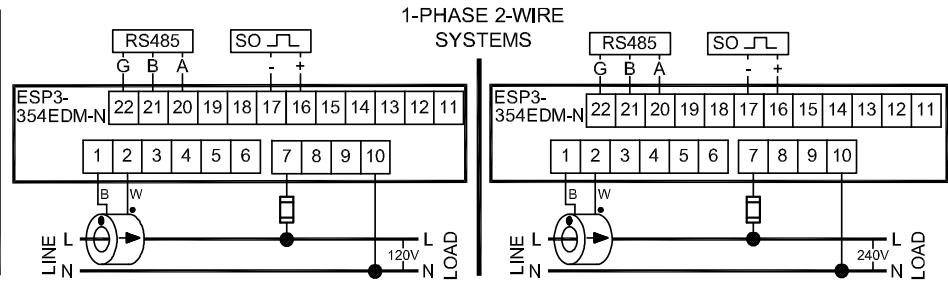 1-PHASE 2-WIRE
SYSTEMS
RS485
SO
G B A - +
ESP3-
354EDM-N
22 21 20 19 18 17 16 15 14 13 12 11
1 2 3 4 5 6 7 8 9 10
B W
LINE
L L
120V
N N
LOAD
RS485
SO
G B A - +
ESP3-
354EDM-N
22 21 20 19 18 17 16 15 14 13 12 11
1 2 3 4 5 6 7 8 9 10
B W
LINE
L L
240V
N N
LOAD